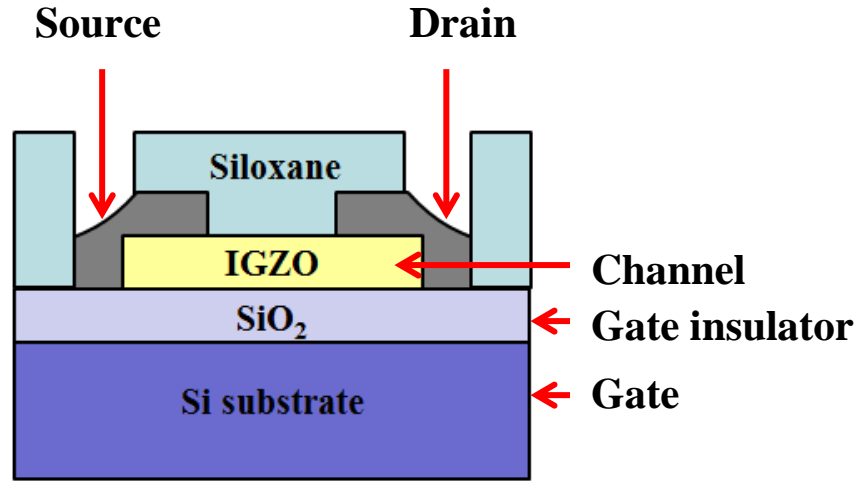 Source
Drain
Siloxane
IGZO
Channel
SiO₂
Gate insulator
Si substrate
Gate